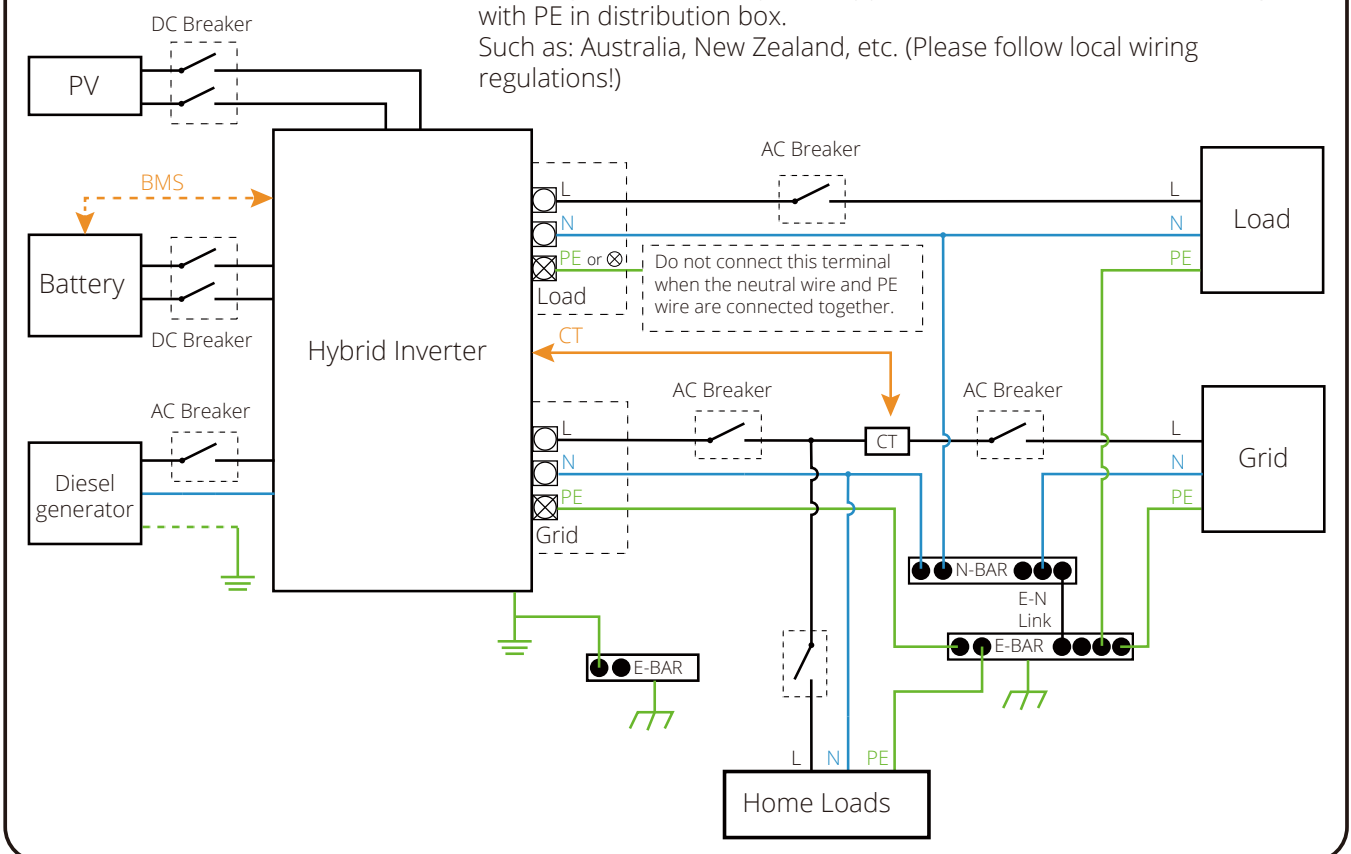 with PE in distribution box.
Such as: Australia, New Zealand, etc. (Please follow local wiring
regulations!)
DC Breaker
PV
AC Breaker
BMS
L
N
PE or ⊗
Load
Do not connect this terminal
when the neutral wire and PE
wire are connected together.
L
N
PE
Load
Battery
DC Breaker
Hybrid Inverter
CT
AC Breaker
AC Breaker
AC Breaker
Diesel
generator
L
N
PE
Grid
CT
L
N
PE
Grid
N-BAR
E-N
Link
E-BAR
E-BAR
L N PE
Home Loads